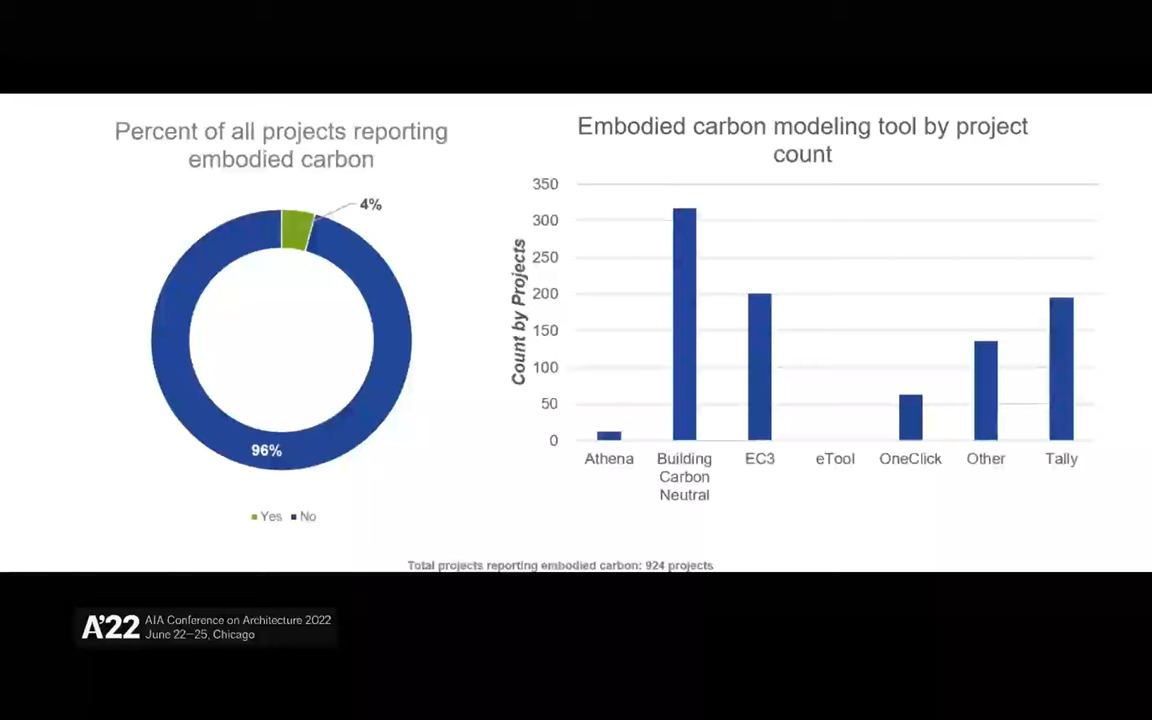 Percent of all projects reporting
embodied carbon
4%
96%
Yes No
Embodied carbon modeling tool by project
count
Count by Projects
350
300
250
200
150
100
50
0
Athena
Building
Carbon
Neutral
EC3
eTool
OneClick
Other
Tally
Total projects reporting embodied carbon: 924 projects
A'22
AIA Conference on Architecture 2022
June 22–25, Chicago